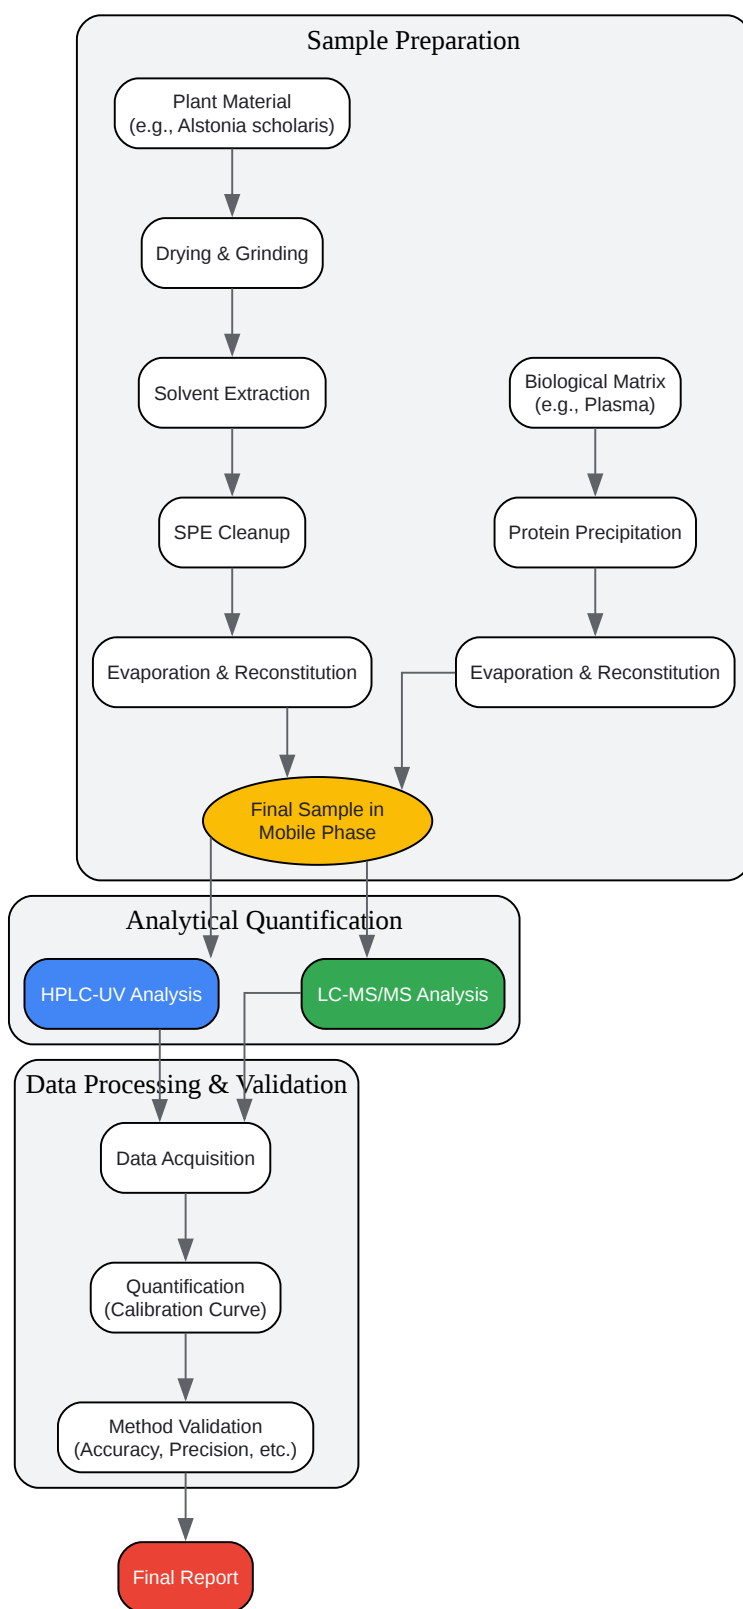 Sample Preparation
Plant Material
(e.g., Alstonia scholaris)
Drying & Grinding
Solvent Extraction
Biological Matrix
(e.g., Plasma)
SPE Cleanup
Protein Precipitation
Evaporation & Reconstitution
Evaporation & Reconstitution
Final Sample in
Mobile Phase
Analytical Quantification
HPLC-UV Analysis
LC-MS/MS Analysis
Data Processing & Validation
Data Acquisition
Quantification
(Calibration Curve)
Method Validation
(Accuracy, Precision, etc.)
Final Report